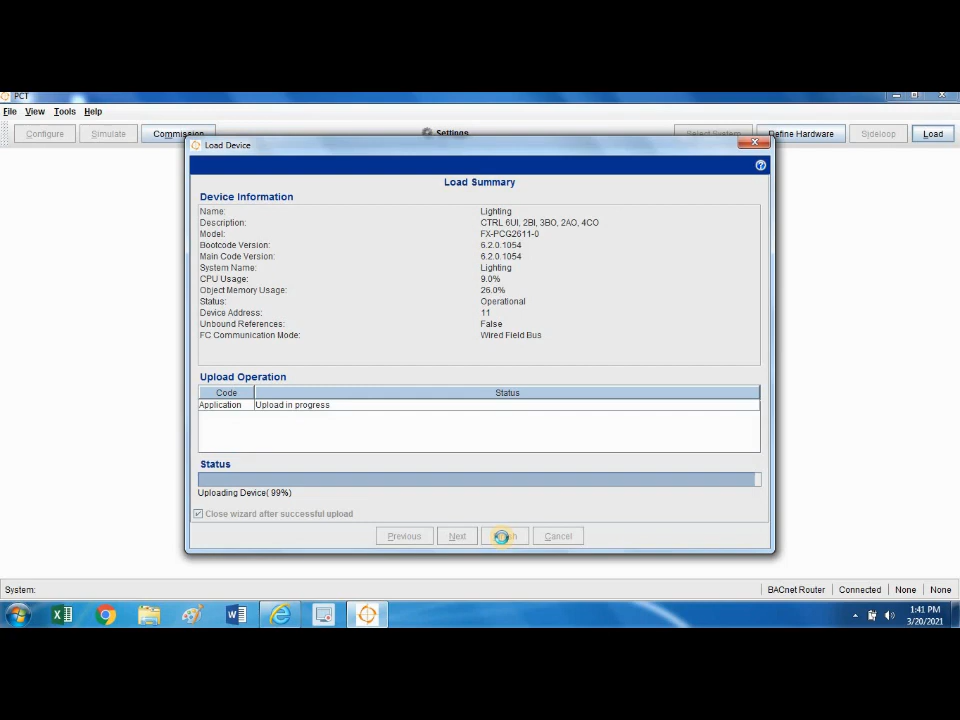 PCT
File View Tools Help
Configure Simulate Commission Settings Select System Define Hardware Sideloop Load
Load Device
Load Summary
Device Information
Name: Lighting
Description: CTRL 6UI, 2BI, 3BO, 2AO, 4CO
Model: FX-PCG2611-0
Bootcode Version: 6.2.0.1054
Main Code Version: 6.2.0.1054
System Name: Lighting
CPU Usage: 9.0%
Object Memory Usage: 26.0%
Status: Operational
Device Address: 11
Unbound References: False
FC Communication Mode: Wired Field Bus
Upload Operation
Code Status
Application Upload in progress
Status
Uploading Device( 99%)
Close wizard after successful upload
Previous Next Cancel
System: BACnet Router Connected None None
1:41 PM
3/20/2021